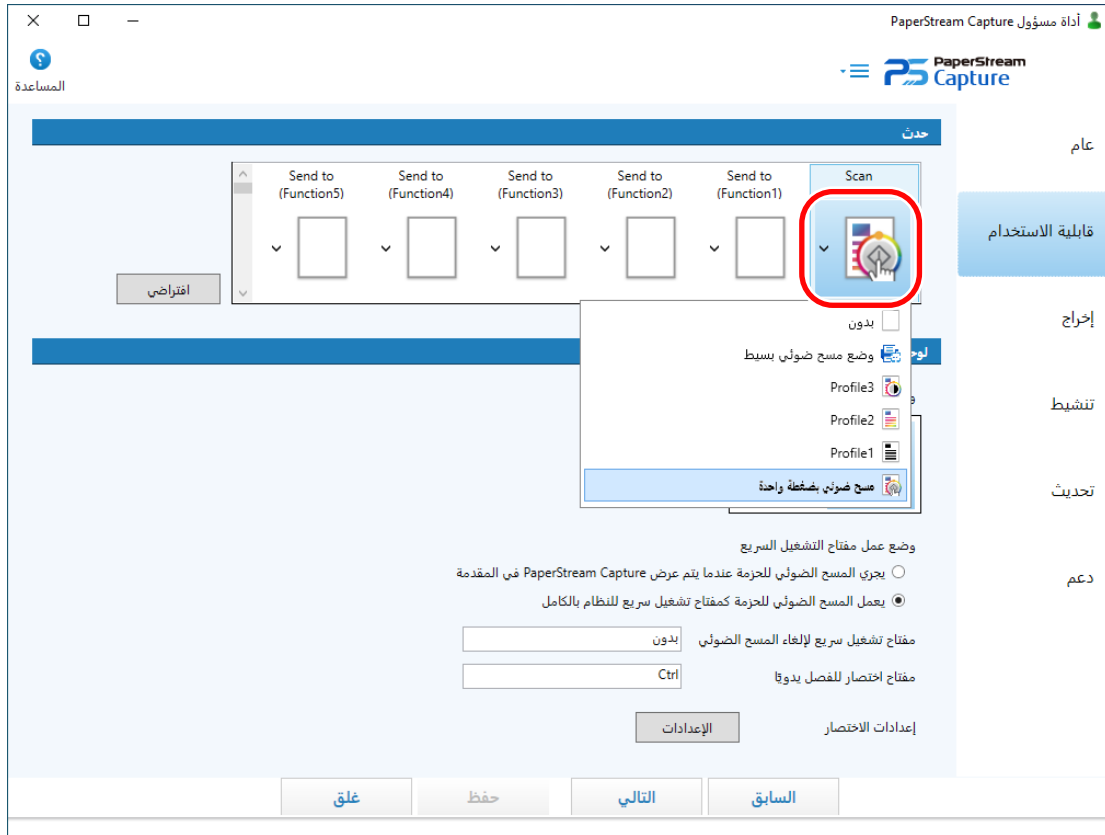 أداة مسؤول PaperStream Capture
PaperStream
Capture
المساعدة
عام
قابلية الاستخدام
إخراج
تنشيط
تحديث
دعم
حدث
Scan
Send to
(Function1)
Send to
(Function2)
Send to
(Function3)
Send to
(Function4)
Send to
(Function5)
افتراضي
بدون
وضع مسح ضوئي بسيط
Profile3
Profile2
Profile1
مسح ضوئي بضغطة واحدة
وضع عمل مفتاح التشغيل السريع
يجري المسح الضوئي للحزمة عندما يتم عرض PaperStream Capture في المقدمة
يعمل المسح الضوئي للحزمة كمفتاح تشغيل سريع للنظام بالكامل
مفتاح تشغيل سريع لإلغاء المسح الضوئي بدون
مفتاح اختصار للفصل يدويًا Ctrl
إعدادات الاختصار الإعدادات
السابق التالي حفظ غلق